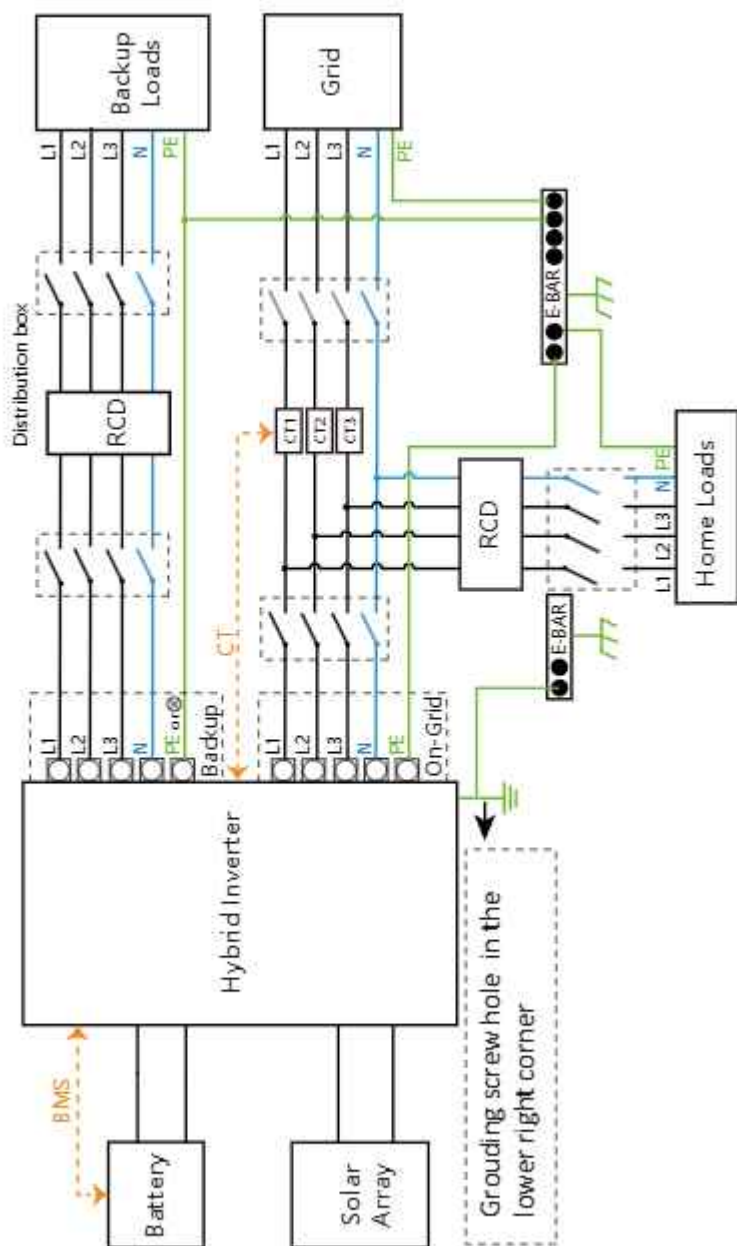 Distribution box
BMS
Battery
Hybrid Inverter
L1
L2
L3
N
PE or⊗
Backup
RCD
L1
L2
L3
N
PE
Backup
Loads
CT
Solar
Array
L1
L2
L3
N
PE
On-Grid
CT1
CT2
CT3
L1
L2
L3
N
PE
Grid
Grouding screw hole in the
lower right corner
RCD
E-BAR
E-BAR
L1 L2 L3 N PE
Home Loads